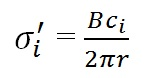 σ′ᵢ = Bcᵢ / 2πr